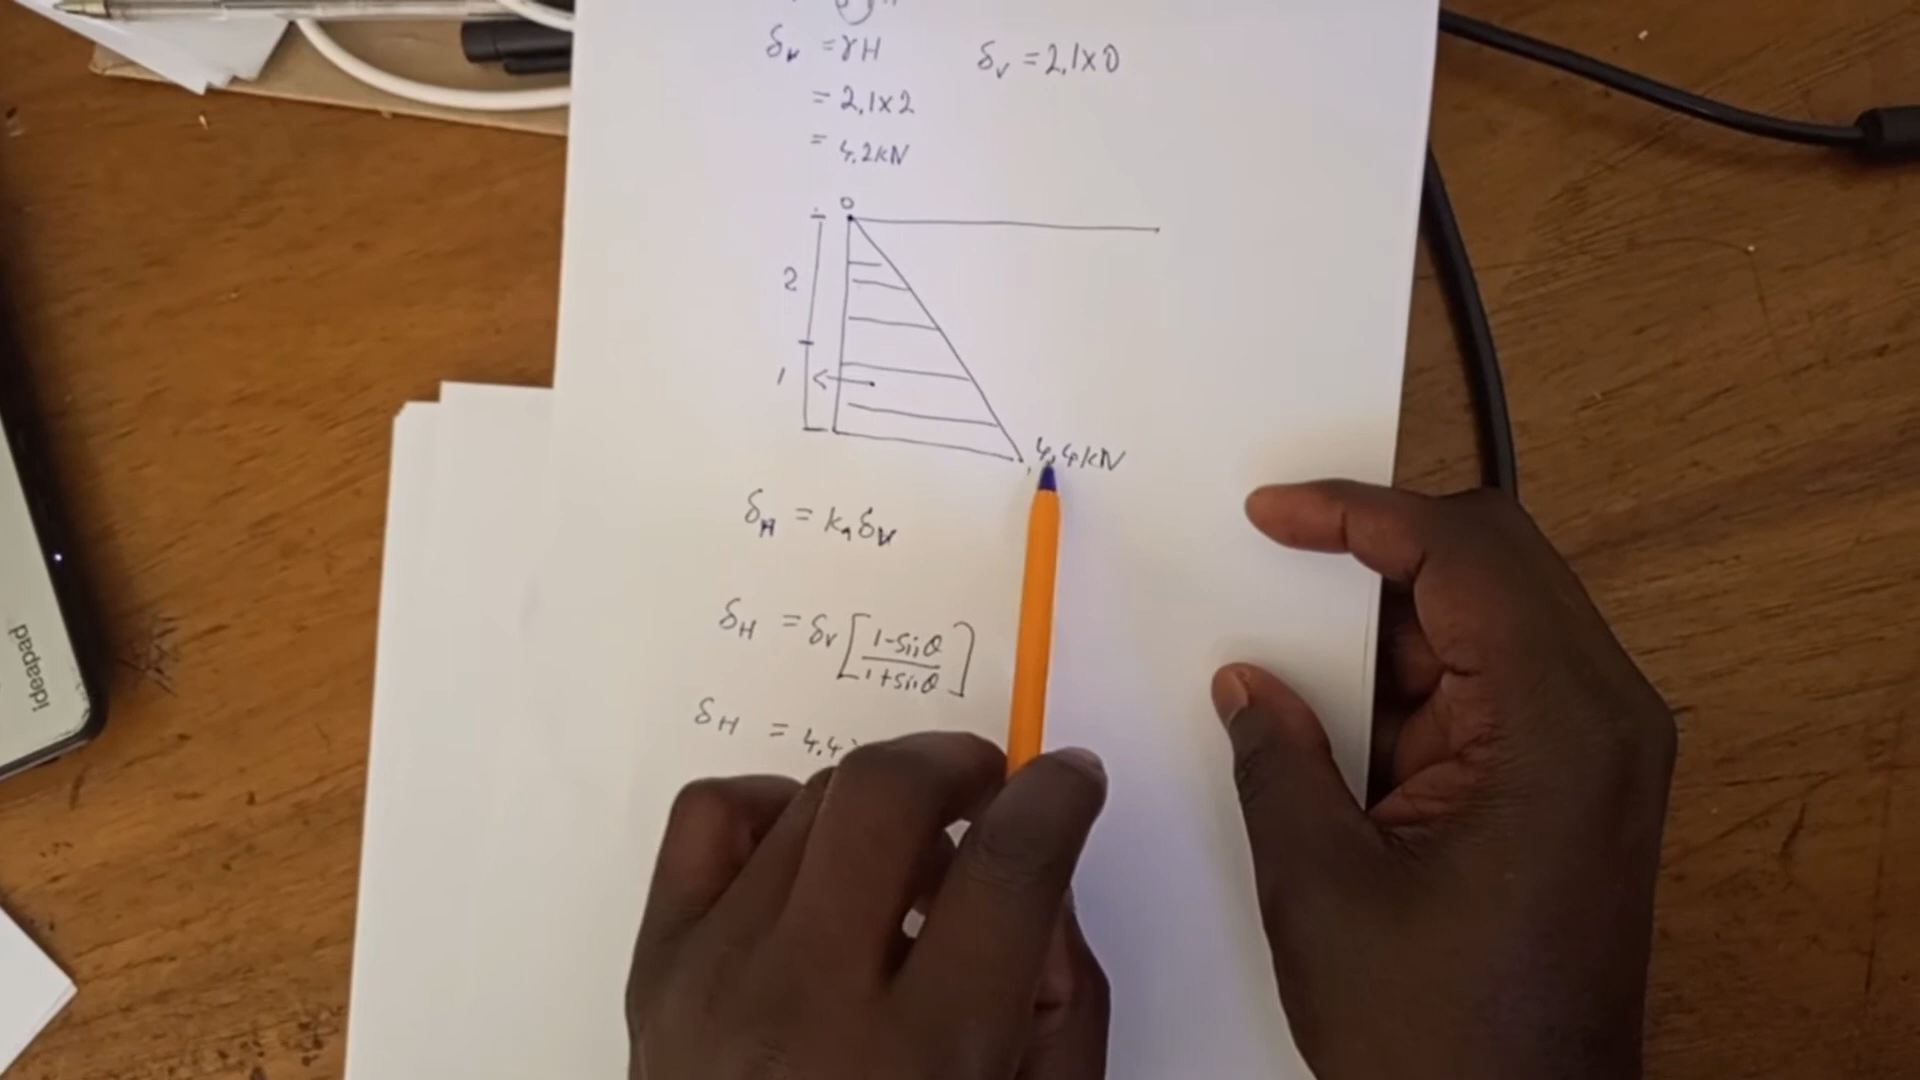 δv = γH δv = 2.1×0
= 2.1×2
= 4.2kN
0
2
1
4.4kN
δH = kaδv
δH = δv [1-sinθ / 1+sinθ]
δH = 4.4
ideapad